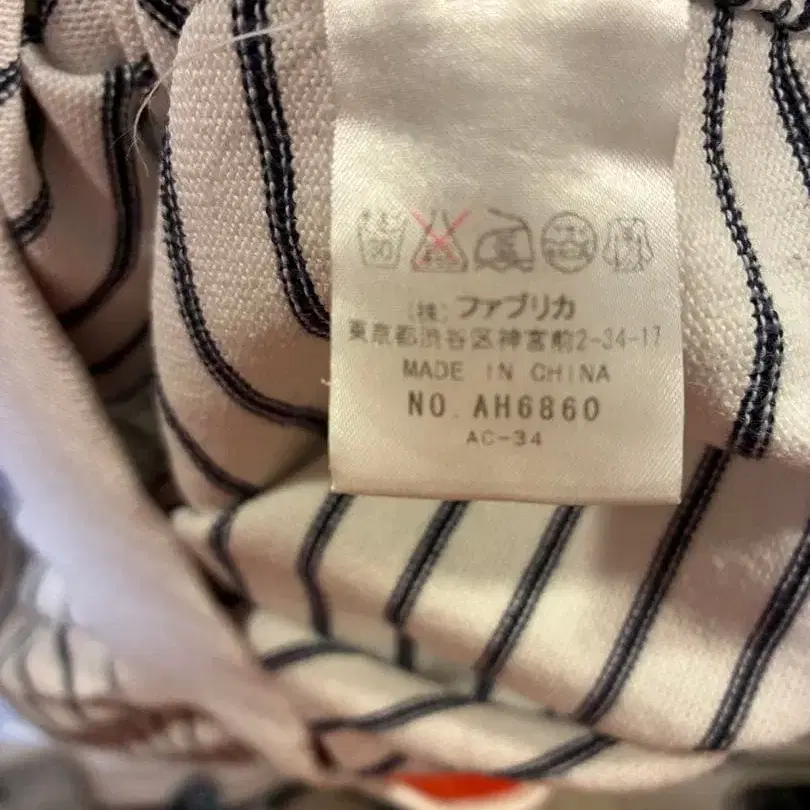 (株)ファブリカ
東京都渋谷区神宮前2-34-17
MADE IN CHINA
NO. AH6860
AC-34